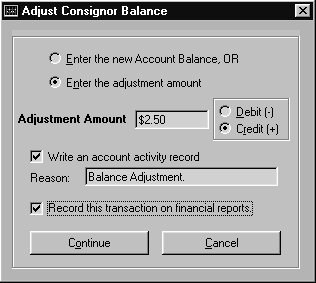 Adjust Consignor Balance
Enter the new Account Balance, OR
Enter the adjustment amount
Adjustment Amount $2.50
Debit (-)
Credit (+)
Write an account activity record
Reason: Balance Adjustment.
Record this transaction on financial reports.
Continue Cancel